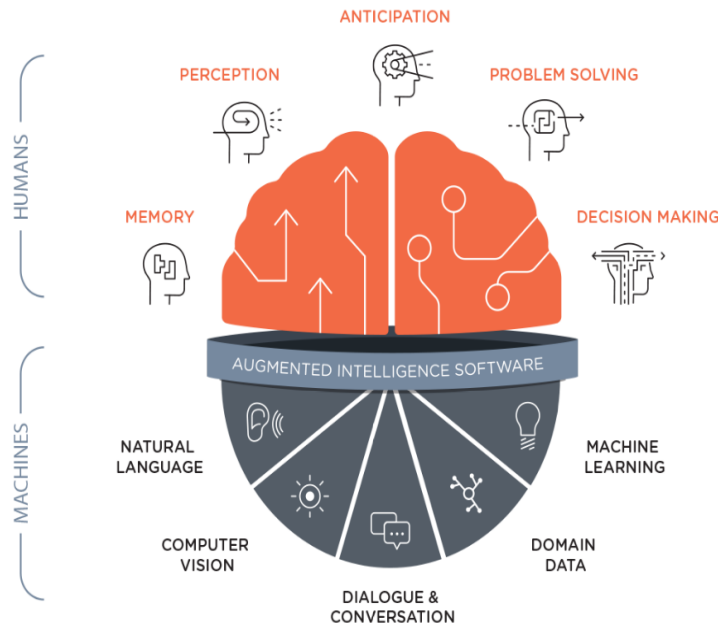 ANTICIPATION
PERCEPTION
PROBLEM SOLVING
HUMANS
MEMORY
DECISION MAKING
AUGMENTED INTELLIGENCE SOFTWARE
MACHINES
NATURAL
LANGUAGE
MACHINE
LEARNING
COMPUTER
VISION
DOMAIN
DATA
DIALOGUE &
CONVERSATION